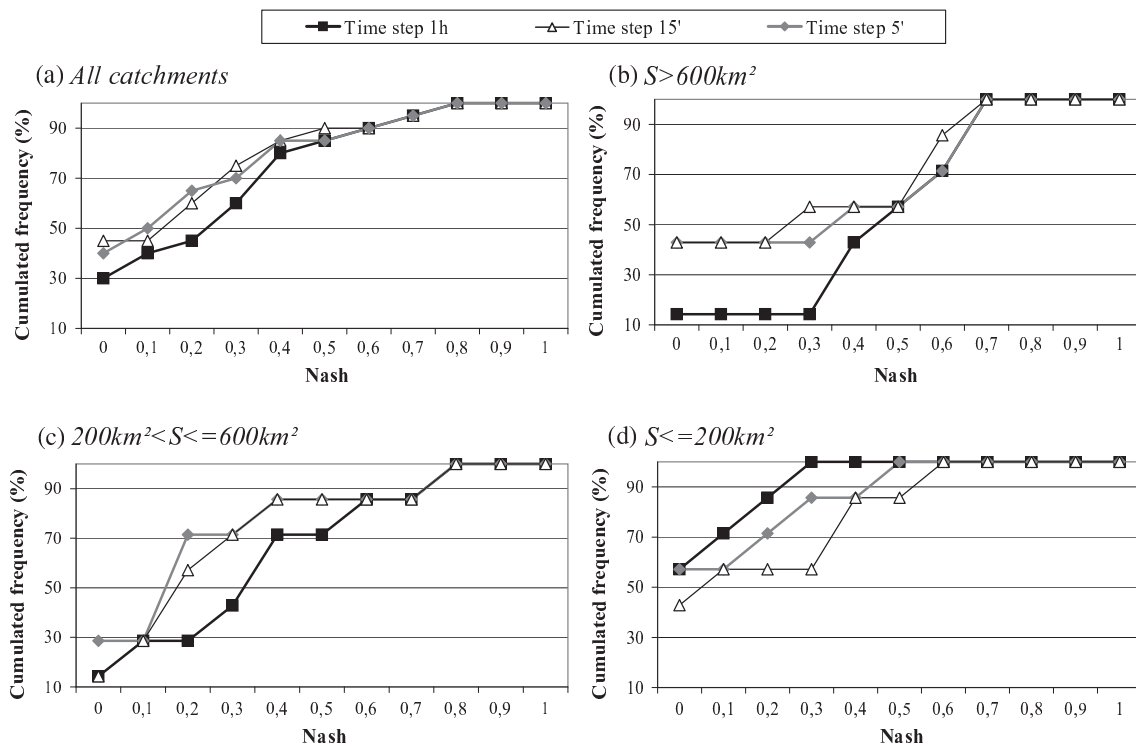 Time step 1h Time step 15' Time step 5'
(a) All catchments
Cumulated frequency (%)
90
70
50
30
10
0 0,1 0,2 0,3 0,4 0,5 0,6 0,7 0,8 0,9 1
Nash
(b) S>600km²
Cumulated frequency (%)
90
70
50
30
10
0 0,1 0,2 0,3 0,4 0,5 0,6 0,7 0,8 0,9 1
Nash
(c) 200km²<S<=600km²
Cumulated frequency (%)
90
70
50
30
10
0 0,1 0,2 0,3 0,4 0,5 0,6 0,7 0,8 0,9 1
Nash
(d) S<=200km²
Cumulated frequency (%)
90
70
50
30
10
0 0,1 0,2 0,3 0,4 0,5 0,6 0,7 0,8 0,9 1
Nash